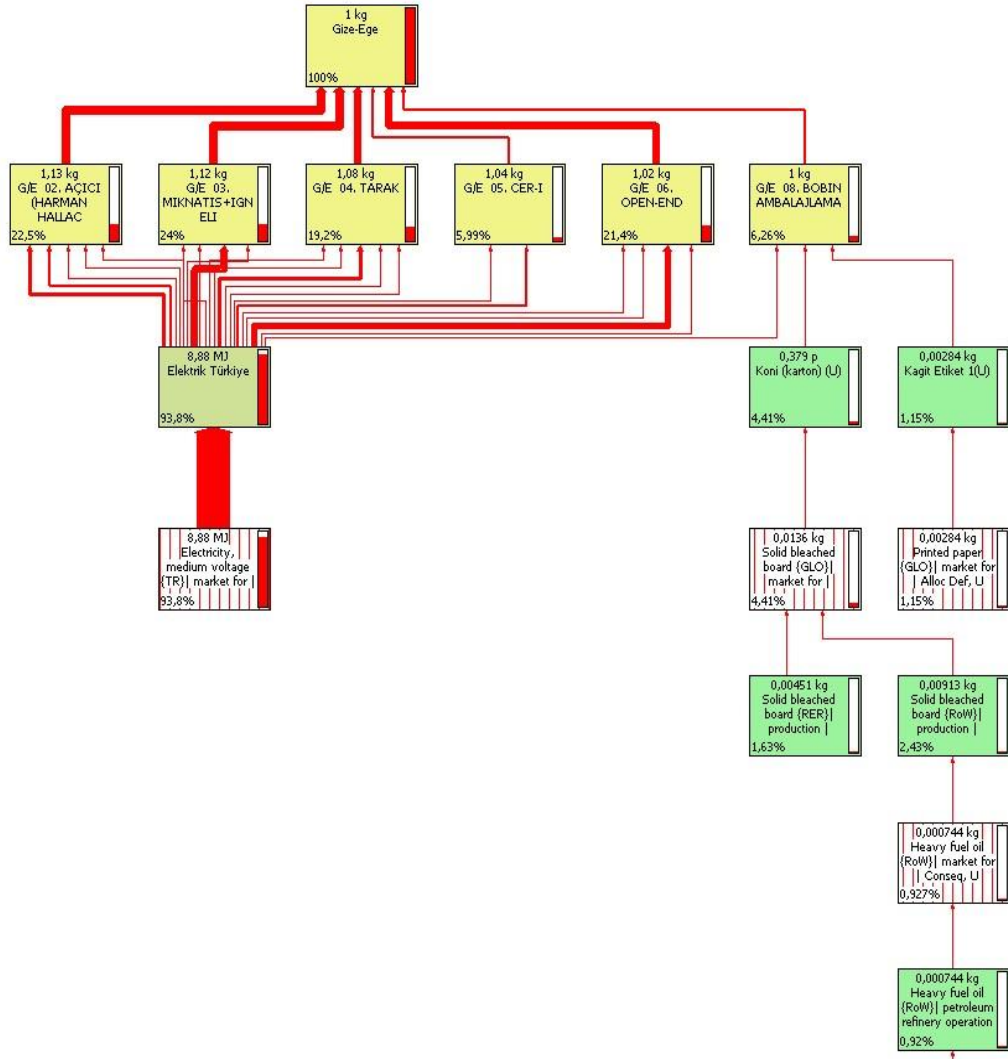 1 kg
Gize-Ege
100%
1,13 kg
G/E 02. AÇICI
(HARMAN
HALLAC
22,5%
1,12 kg
G/E 03.
MIKNATIS+IGN
ELI
24%
1,08 kg
G/E 04. TARAK
19,2%
1,04 kg
G/E 05. CER-I
5,99%
1,02 kg
G/E 06.
OPEN-END
21,4%
1 kg
G/E 08. BOBIN
AMBALAJLAMA
6,26%
8,88 MJ
Elektrik Türkiye
93,8%
0,379 p
Koni (karton) (U)
4,41%
0,00284 kg
Kagit Etiket 1(U)
1,15%
8,88 MJ
Electricity,
medium voltage
{TR}| market for |
93,8%
0,0136 kg
Solid bleached
board {GLO}|
market for |
4,41%
0,00284 kg
Printed paper
{GLO}| market for
| Alloc Def, U
1,15%
0,00451 kg
Solid bleached
board {RER}|
production |
1,63%
0,00913 kg
Solid bleached
board {RoW}|
production |
2,43%
0,000744 kg
Heavy fuel oil
{RoW}| market for
| Conseq, U
0,927%
0,000744 kg
Heavy fuel oil
{RoW}| petroleum
refinery operation
0,92%